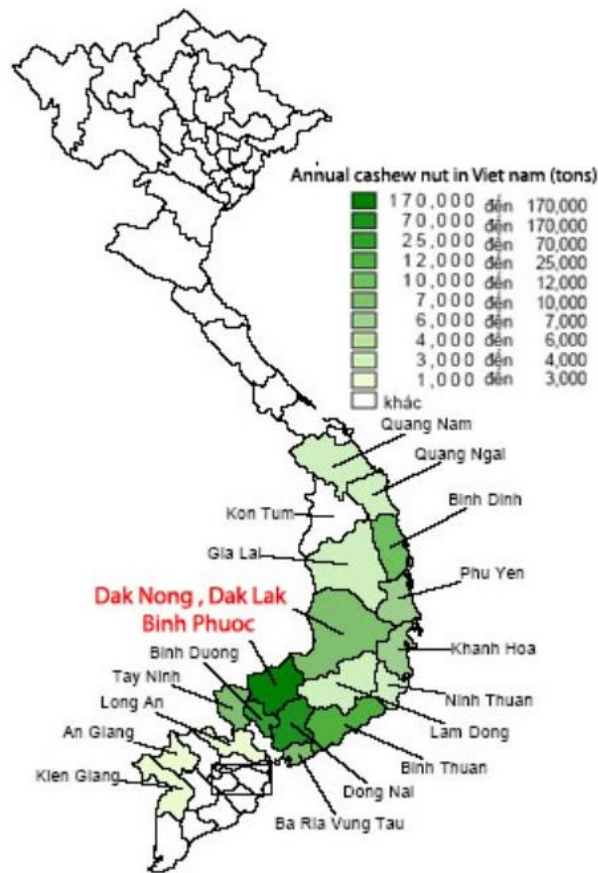 Annual cashew nut in Viet nam (tons)
170,000 đến 170,000
70,000 đến 170,000
25,000 đến 70,000
12,000 đến 25,000
10,000 đến 12,000
7,000 đến 10,000
6,000 đến 7,000
4,000 đến 6,000
3,000 đến 4,000
1,000 đến 3,000
khác
Quang Nam
Quang Ngai
Kon Tum
Binh Dinh
Gia Lai
Phu Yen
Dak Nong , Dak Lak
Binh Phuoc
Binh Duong
Khanh Hoa
Tay Ninh
Ninh Thuan
Long An
Lam Dong
An Giang
Binh Thuan
Kien Giang
Dong Nai
Ba Ria Vung Tau